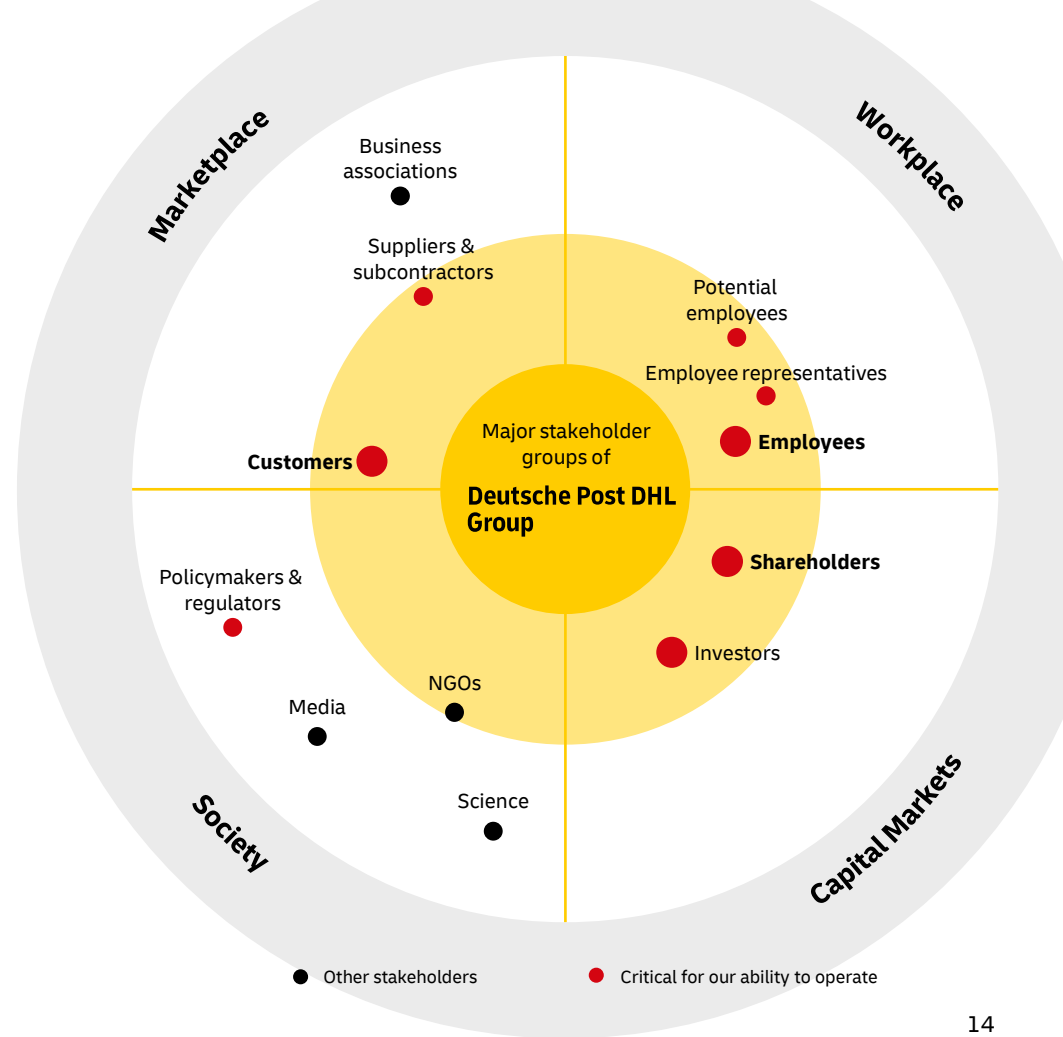 Marketplace
Workplace
Business
associations
Suppliers &
subcontractors
Potential
employees
Employee representatives
Employees
Customers
Major stakeholder
groups of
Deutsche Post DHL
Group
Shareholders
Policymakers &
regulators
Investors
NGOs
Media
Science
Society
Capital Markets
Other stakeholders
Critical for our ability to operate
14